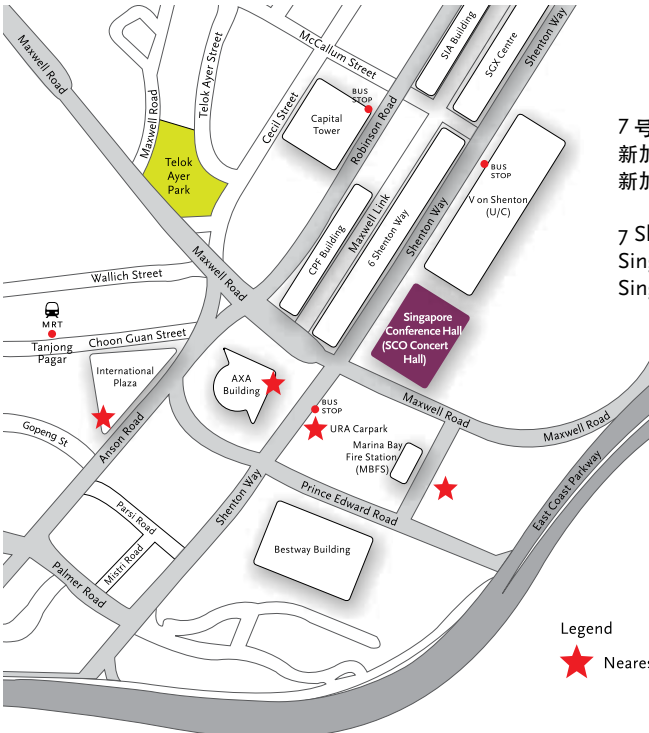 Maxwell Road
Maxwell Road
Telok Ayer Street
McCallum Street
Cecil Street
SIA Building
SGX Centre
Shenton Way
BUS
STOP
Capital
Tower
Robinson Road
Telok
Ayer
Park
BUS
STOP
V on Shenton
(U/C)
7 号
新加
新加
7 Sh
Sing
Sing
CPF Building
Maxwell Link
6 Shenton Way
Shenton Way
Maxwell Road
Wallich Street
MRT
Tanjong
Pagar
Choon Guan Street
Singapore
Conference Hall
(SCO Concert
Hall)
International
Plaza
AXA
Building
BUS
STOP
URA Carpark
Maxwell Road
Maxwell Road
Marina Bay
Fire Station
(MBFS)
Gopeng St
Anson Road
Shenton Way
Prince Edward Road
East Coast Parkway
Parsi Road
Mistri Road
Palmer Road
Bestway Building
Legend
Neares